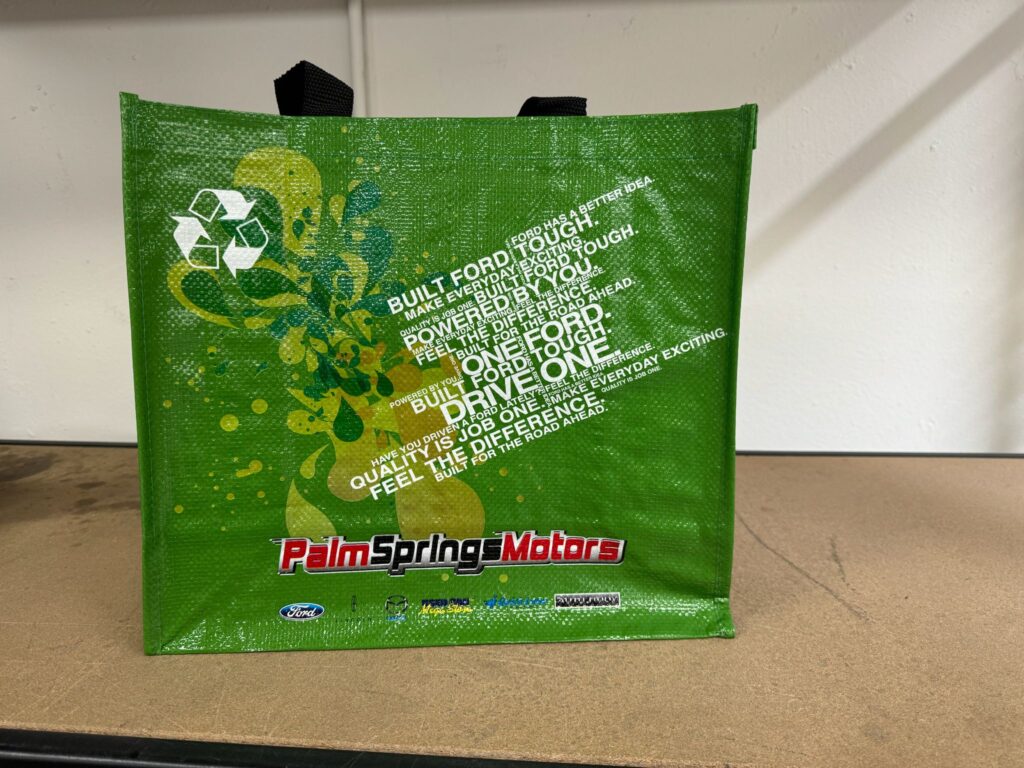 FORD HAS A BETTER IDEA.
BUILT FORD TOUGH.
MAKE EVERYDAY EXCITING.
QUALITY IS JOB ONE. BUILT FORD TOUGH.
POWERED BY YOU.
MAKE EVERYDAY EXCITING. FEEL THE DIFFERENCE.
FEEL THE DIFFERENCE.
BUILT FOR THE ROAD AHEAD.
ONE FORD.
POWERED BY YOU.
BUILT FORD TOUGH.
DRIVE ONE
HAVE YOU DRIVEN A FORD LATELY? FEEL THE DIFFERENCE.
QUALITY IS JOB ONE. MAKE EVERYDAY EXCITING.
QUALITY IS JOB ONE.
FEEL THE DIFFERENCE.
BUILT FOR THE ROAD AHEAD.
PalmSpringsMotors
Ford